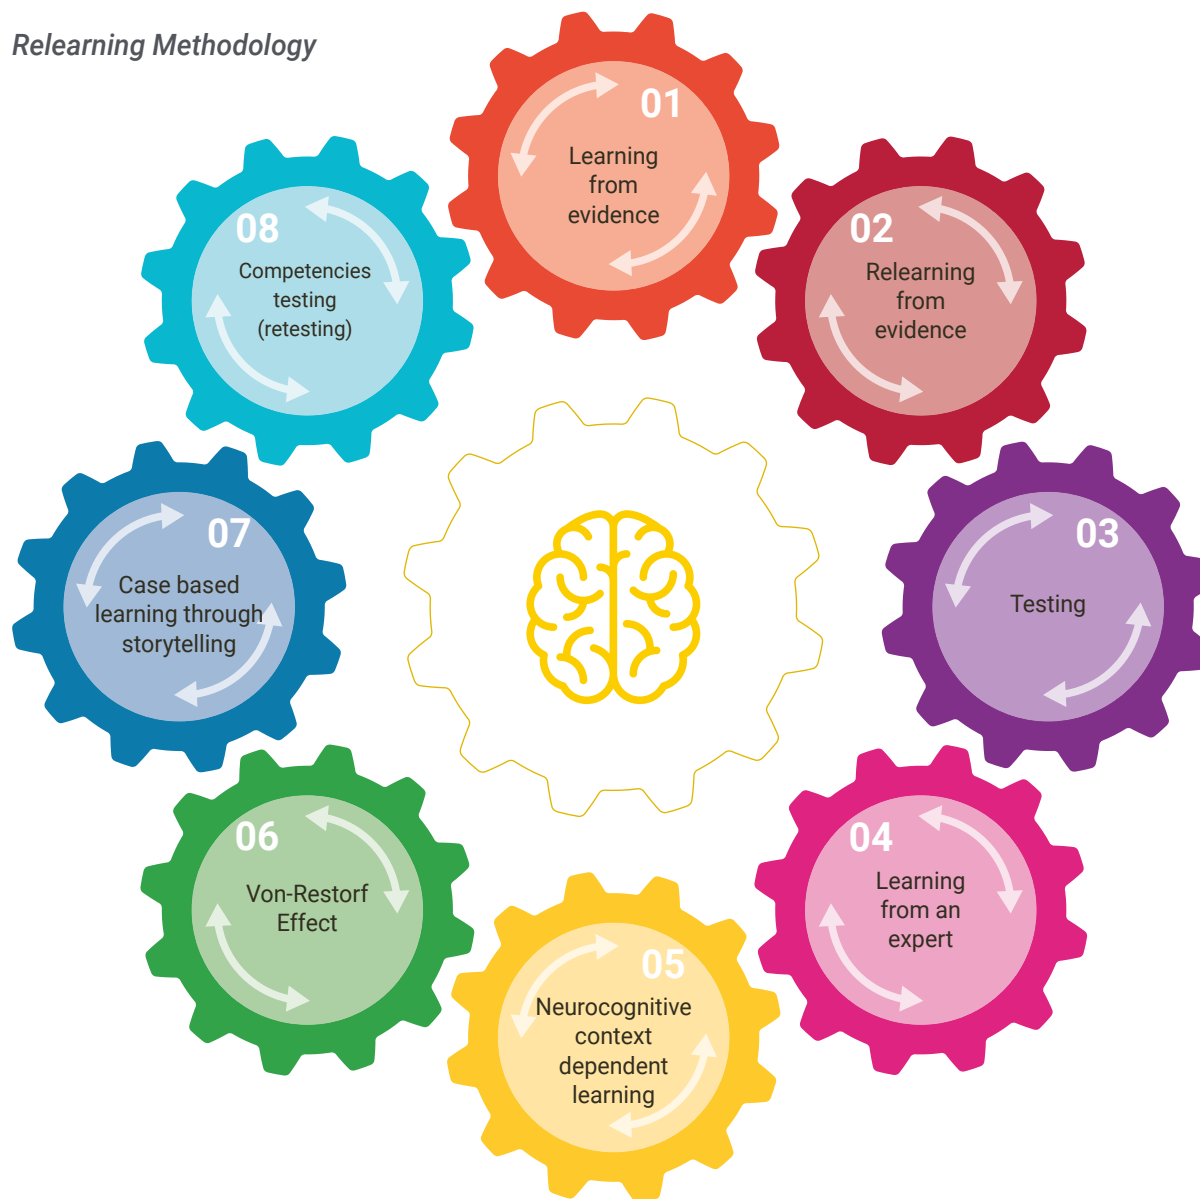 Relearning Methodology
01
Learning
from
evidence
02
Relearning
from
evidence
03
Testing
04
Learning
from an
expert
05
Neurocognitive
context
dependent
learning
06
Von-Restorf
Effect
07
Case based
learning through
storytelling
08
Competencies
testing
(retesting)